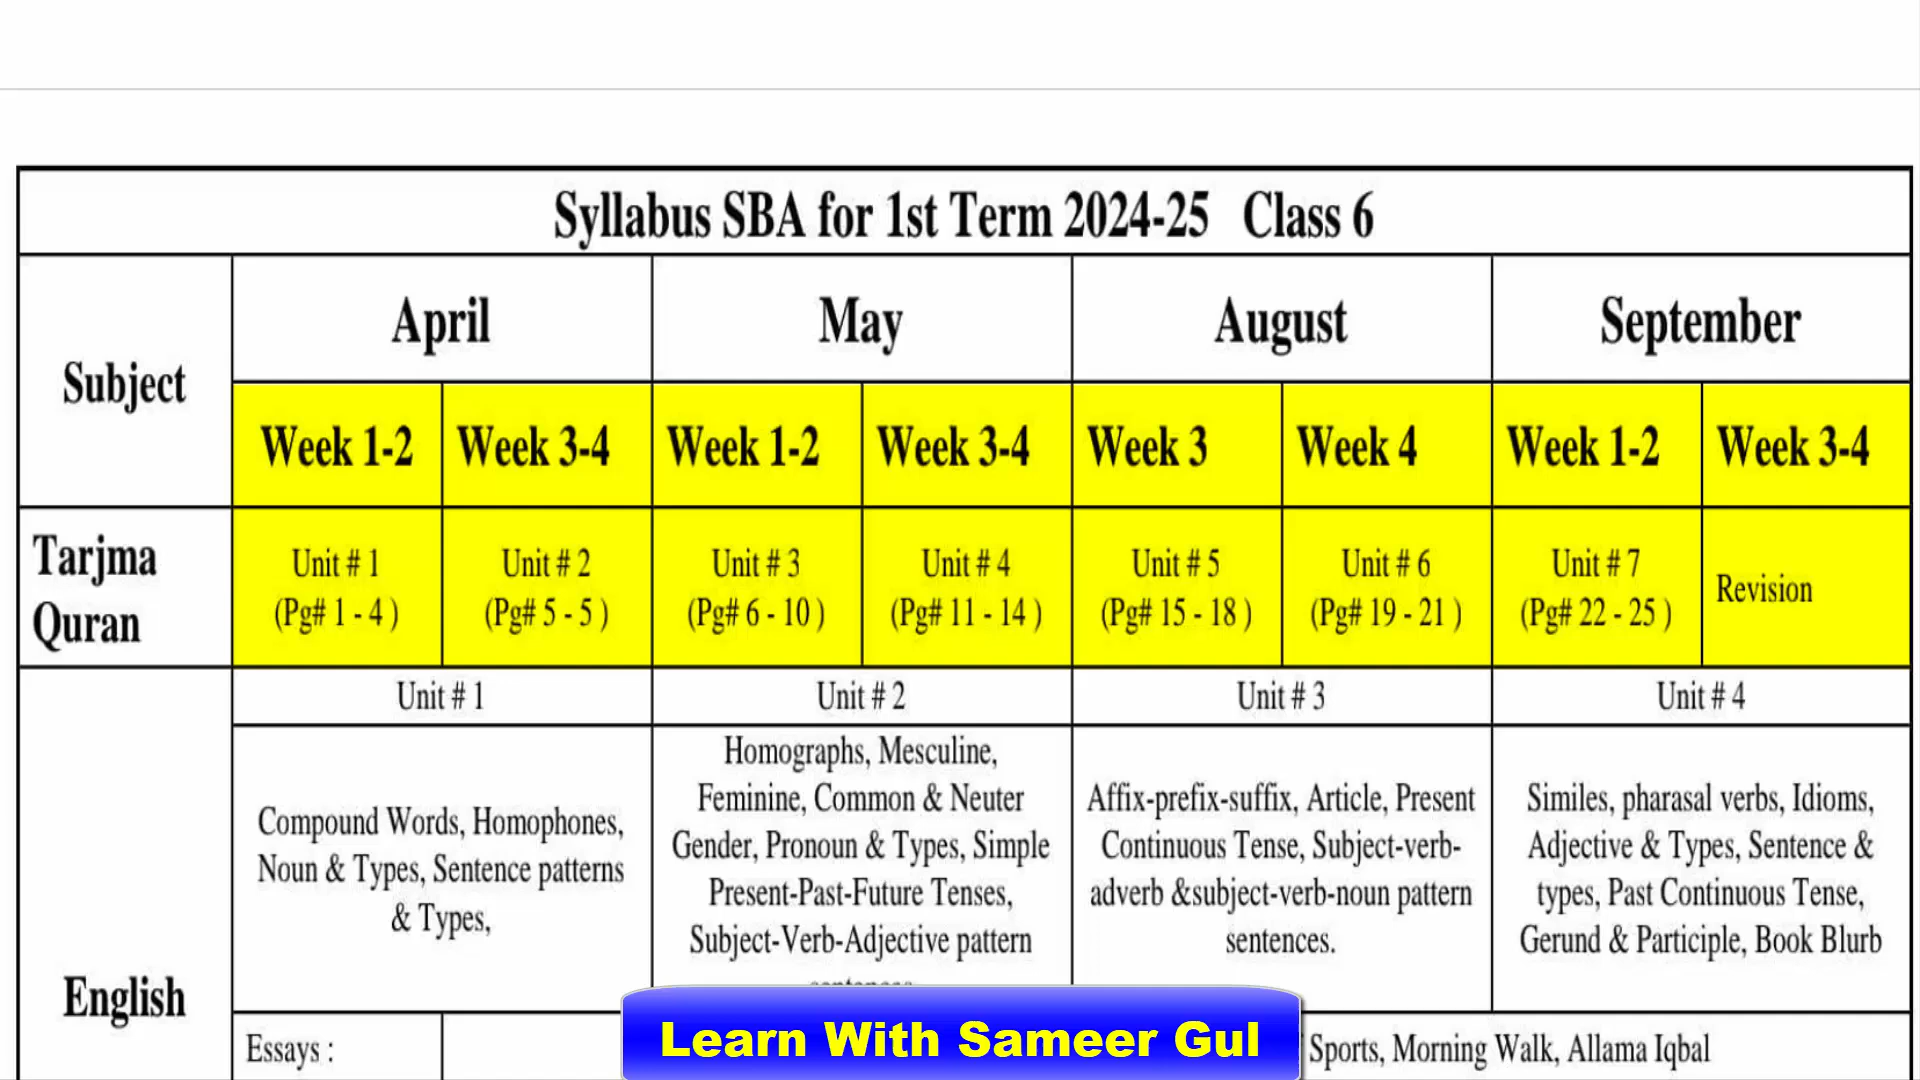 Syllabus SBA for 1st Term 2024-25 Class 6
Subject
April
May
August
September
Week 1-2
Week 3-4
Week 1-2
Week 3-4
Week 3
Week 4
Week 1-2
Week 3-4
Tarjma
Quran
Unit # 1
(Pg# 1 - 4 )
Unit # 2
(Pg# 5 - 5 )
Unit # 3
(Pg# 6 - 10 )
Unit # 4
(Pg# 11 - 14 )
Unit # 5
(Pg# 15 - 18 )
Unit # 6
(Pg# 19 - 21 )
Unit # 7
(Pg# 22 - 25 )
Revision
English
Unit # 1
Unit # 2
Unit # 3
Unit # 4
Compound Words, Homophones,
Noun & Types, Sentence patterns
& Types,
Homographs, Mesculine,
Feminine, Common & Neuter
Gender, Pronoun & Types, Simple
Present-Past-Future Tenses,
Subject-Verb-Adjective pattern
Affix-prefix-suffix, Article, Present
Continuous Tense, Subject-verb-
adverb &subject-verb-noun pattern
sentences.
Similes, pharasal verbs, Idioms,
Adjective & Types, Sentence &
types, Past Continuous Tense,
Gerund & Participle, Book Blurb
Essays :
Sports, Morning Walk, Allama Iqbal
Learn With Sameer Gul